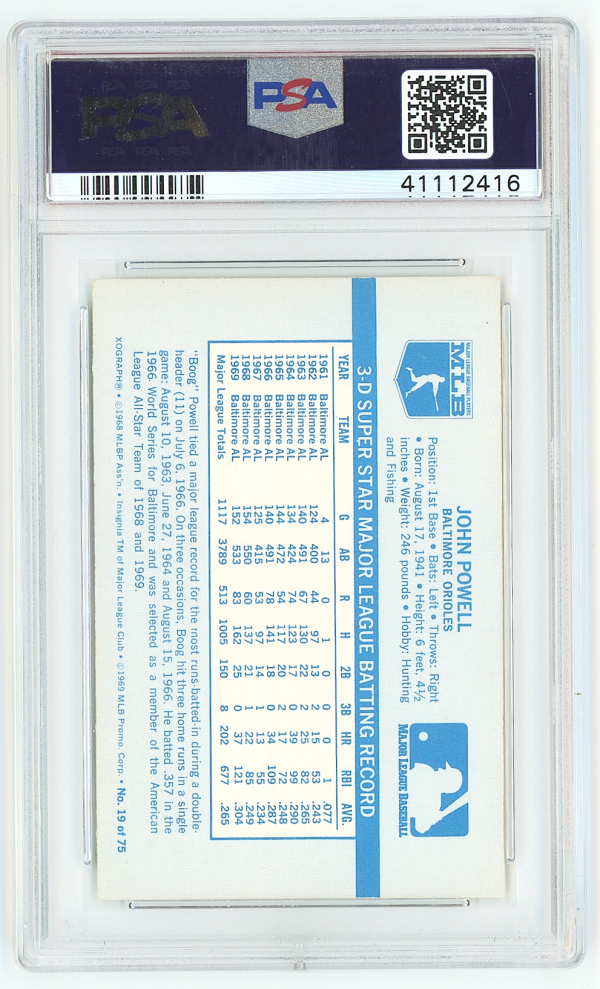 PSA
PSA
PSA PSA PSA
41112416
MLB
JOHN POWELL
BALTIMORE ORIOLES
Position: 1st Base • Bats: Left • Throws: Right
• Born: August 17, 1941 • Height: 6 feet, 4½
inches • Weight: 246 pounds • Hobby: Hunting
and Fishing
MAJOR LEAGUE BASEBALL
3-D SUPER STAR MAJOR LEAGUE BATTING RECORD
YEAR TEAM G AB R H 2B 3B HR RBI AVG.
1961 Baltimore AL 4 13 0 1 0 0 0 1 .077
1962 Baltimore AL 124 400 44 97 13 2 15 53 .243
1963 Baltimore AL 140 491 67 130 22 2 25 82 .265
1964 Baltimore AL 134 424 74 123 17 0 39 99 .290
1965 Baltimore AL 144 472 54 117 20 2 17 72 .248
1966 Baltimore AL 140 491 78 141 18 0 34 109 .287
1967 Baltimore AL 125 415 53 97 14 1 13 55 .234
1968 Baltimore AL 154 550 60 137 21 1 22 85 .249
1969 Baltimore AL 152 533 83 162 25 0 37 121 .304
Major League Totals 1117 3789 513 1005 150 8 202 677 .265
"Boog" Powell tied a major league record for the most runs-batted-in during a double-
header (11) on July 6, 1966. On three occasions, Boog hit three home runs in a single
game: August 10, 1963, June 27, 1964 and August 15, 1966. He batted .357 in the
1966 World Series for Baltimore and was selected as a member of the American
League All-Star Team of 1968 and 1969.
XOGRAPH® • ©1968 MLBP Ass'n. • Insignia TM of Major League Club • ©1969 MLB Promo. Corp. • No. 19 of 75